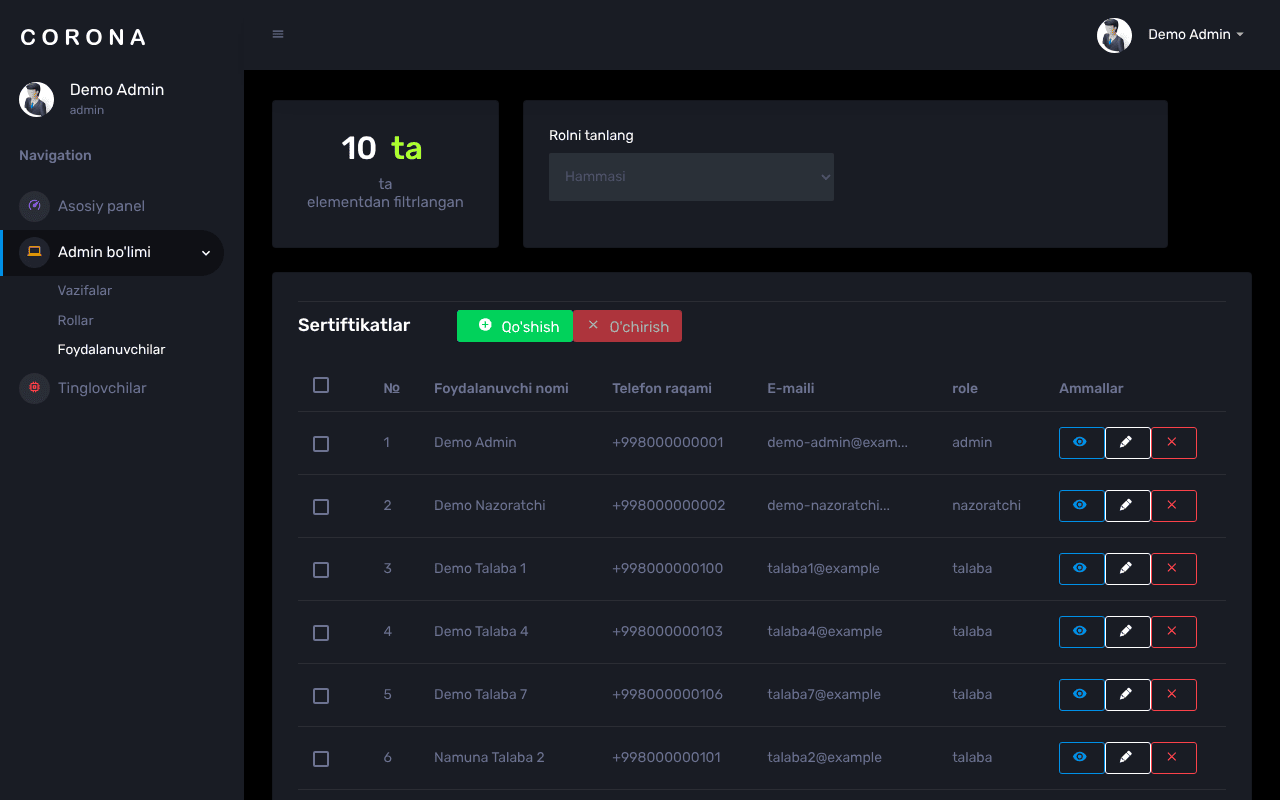 CORONA
Demo Admin
Demo Admin
admin
Navigation
Asosiy panel
Admin bo'limi
Vazifalar
Rollar
Foydalanuvchilar
Tinglovchilar
10 ta
ta
elementdan filtrlangan
Rolni tanlang
Hammasi
Sertiftikatlar Qo'shish O'chirish
№ Foydalanuvchi nomi Telefon raqami E-maili role Ammallar
1 Demo Admin +998000000001 demo-admin@exam... admin
2 Demo Nazoratchi +998000000002 demo-nazoratchi... nazoratchi
3 Demo Talaba 1 +998000000100 talaba1@example talaba
4 Demo Talaba 4 +998000000103 talaba4@example talaba
5 Demo Talaba 7 +998000000106 talaba7@example talaba
6 Namuna Talaba 2 +998000000101 talaba2@example talaba